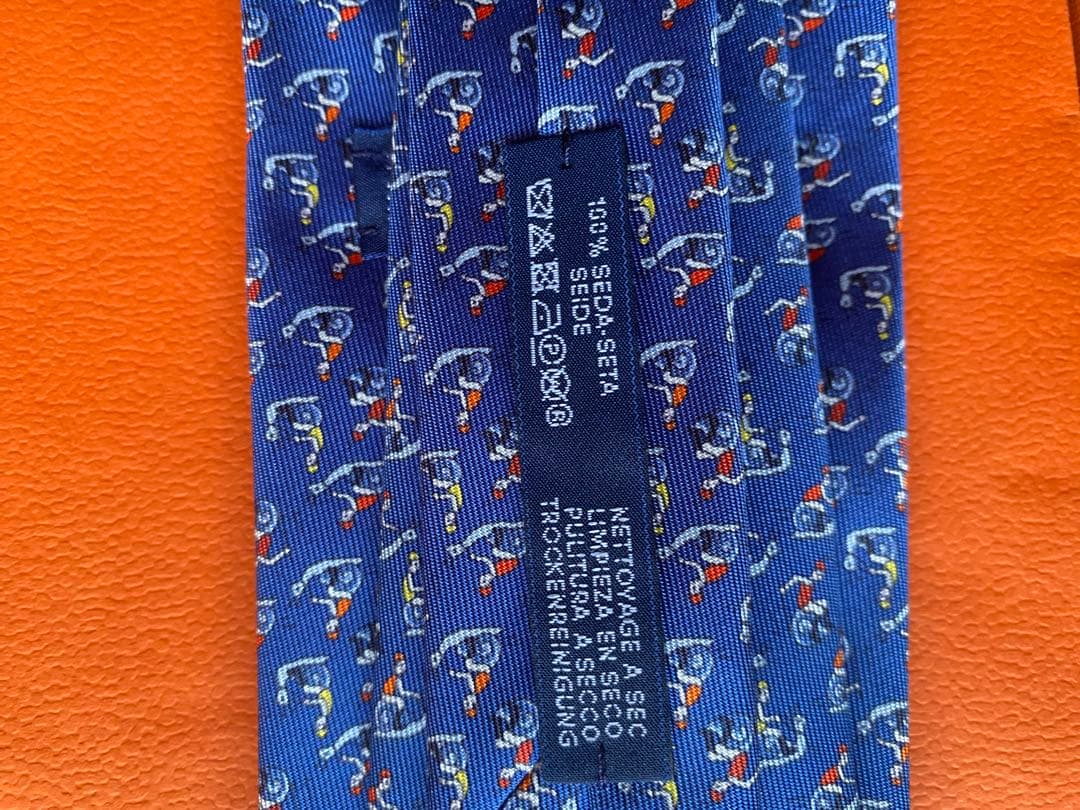 100% SEDA-SETA
SEIDE
NETTOYAGE A SEC
LIMPIEZA EN SECO
PULITURA A SECCO
TROCKENREINIGUNG